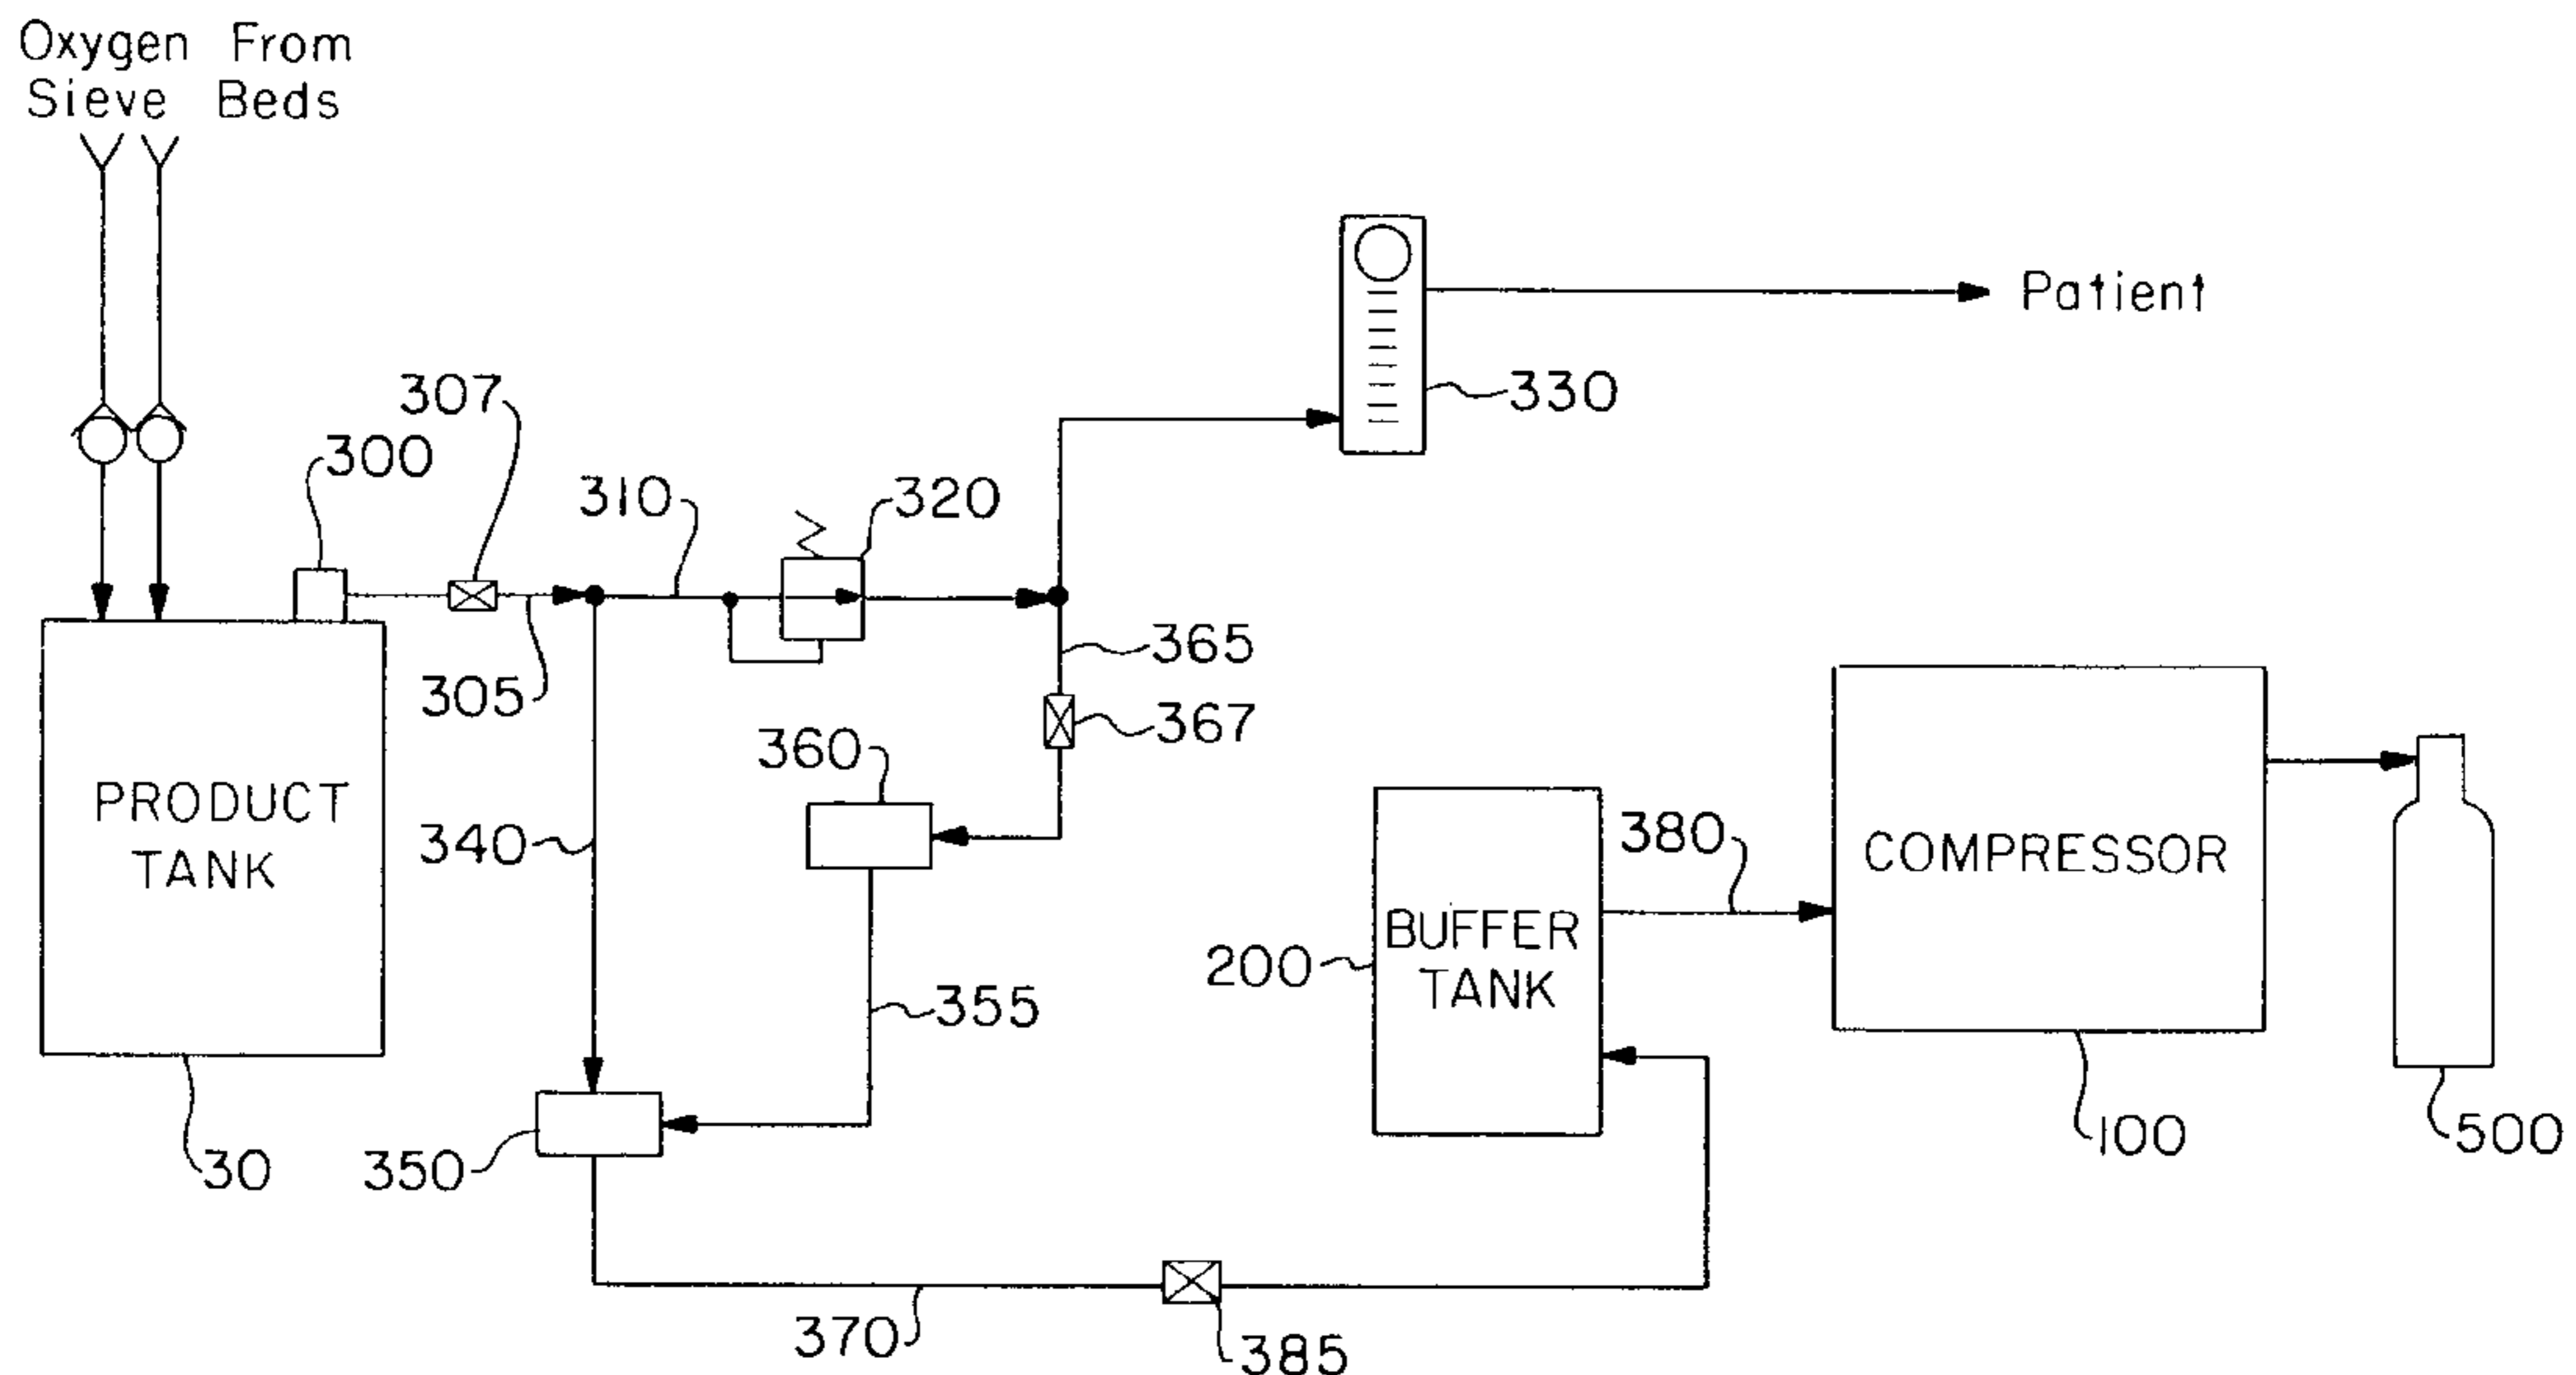 Oxygen From
Sieve Beds
Patient
330
307
300
310
320
305
365
367
360
PRODUCT
TANK
340
380
COMPRESSOR
BUFFER
TANK
200
355
30
350
100
500
370
385